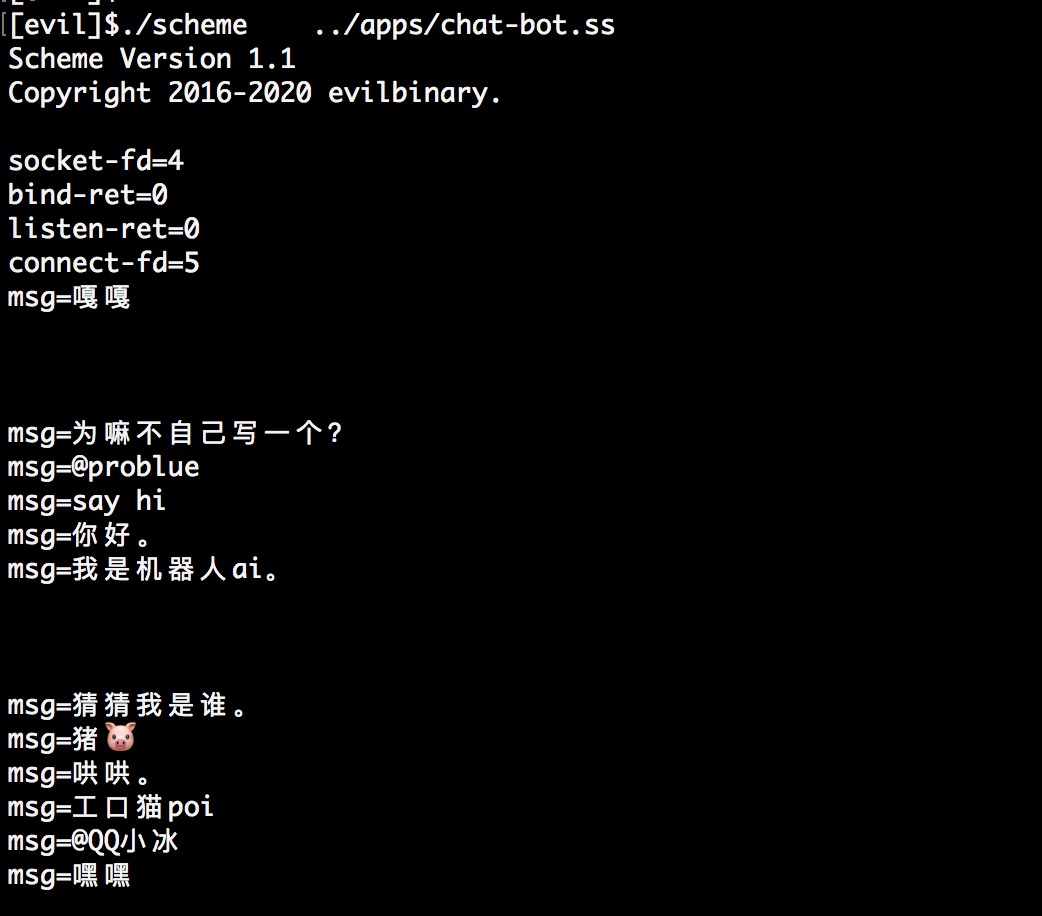 [[evil]$./scheme    ../apps/chat-bot.ss
Scheme Version 1.1
Copyright 2016-2020 evilbinary.
socket-fd=4
bind-ret=0
listen-ret=0
connect-fd=5
msg=嘎嘎
msg=为嘛不自己写一个?
msg=@problue
msg=say hi
msg=你好。
msg=我是机器人ai。
msg=猜猜我是谁。
msg=猪🐷
msg=哄哄。
msg=工口猫poi
msg=@QQ小冰
msg=嘿嘿